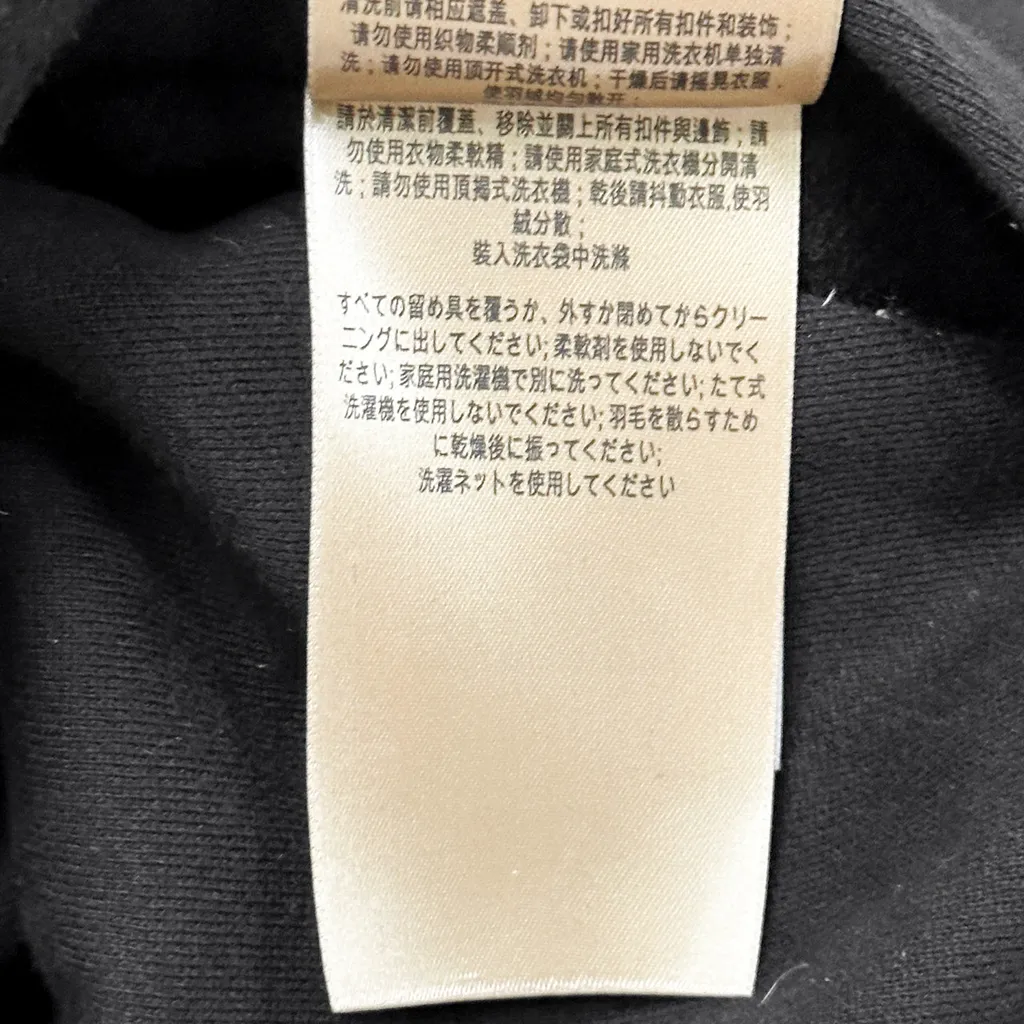 清洗前请相应遮盖、卸下或扣好所有扣件和装饰；
请勿使用织物柔顺剂；请使用家用洗衣机单独清
洗；请勿使用顶开式洗衣机；干燥后请摇晃衣服，
使羽绒均匀散开；
請於清潔前覆蓋、移除並關上所有扣件與邊飾；請
勿使用衣物柔軟精；請使用家庭式洗衣機分開清
洗；請勿使用頂揭式洗衣機；乾後請抖動衣服,使羽
絨分散；
裝入洗衣袋中洗滌
すべての留め具を覆うか、外すか閉めてからクリー
ニングに出してください;柔軟剤を使用しないでく
ださい;家庭用洗濯機で別に洗ってください;たて式
洗濯機を使用しないでください;羽毛を散らすため
に乾燥後に振ってください;
洗濯ネットを使用してください